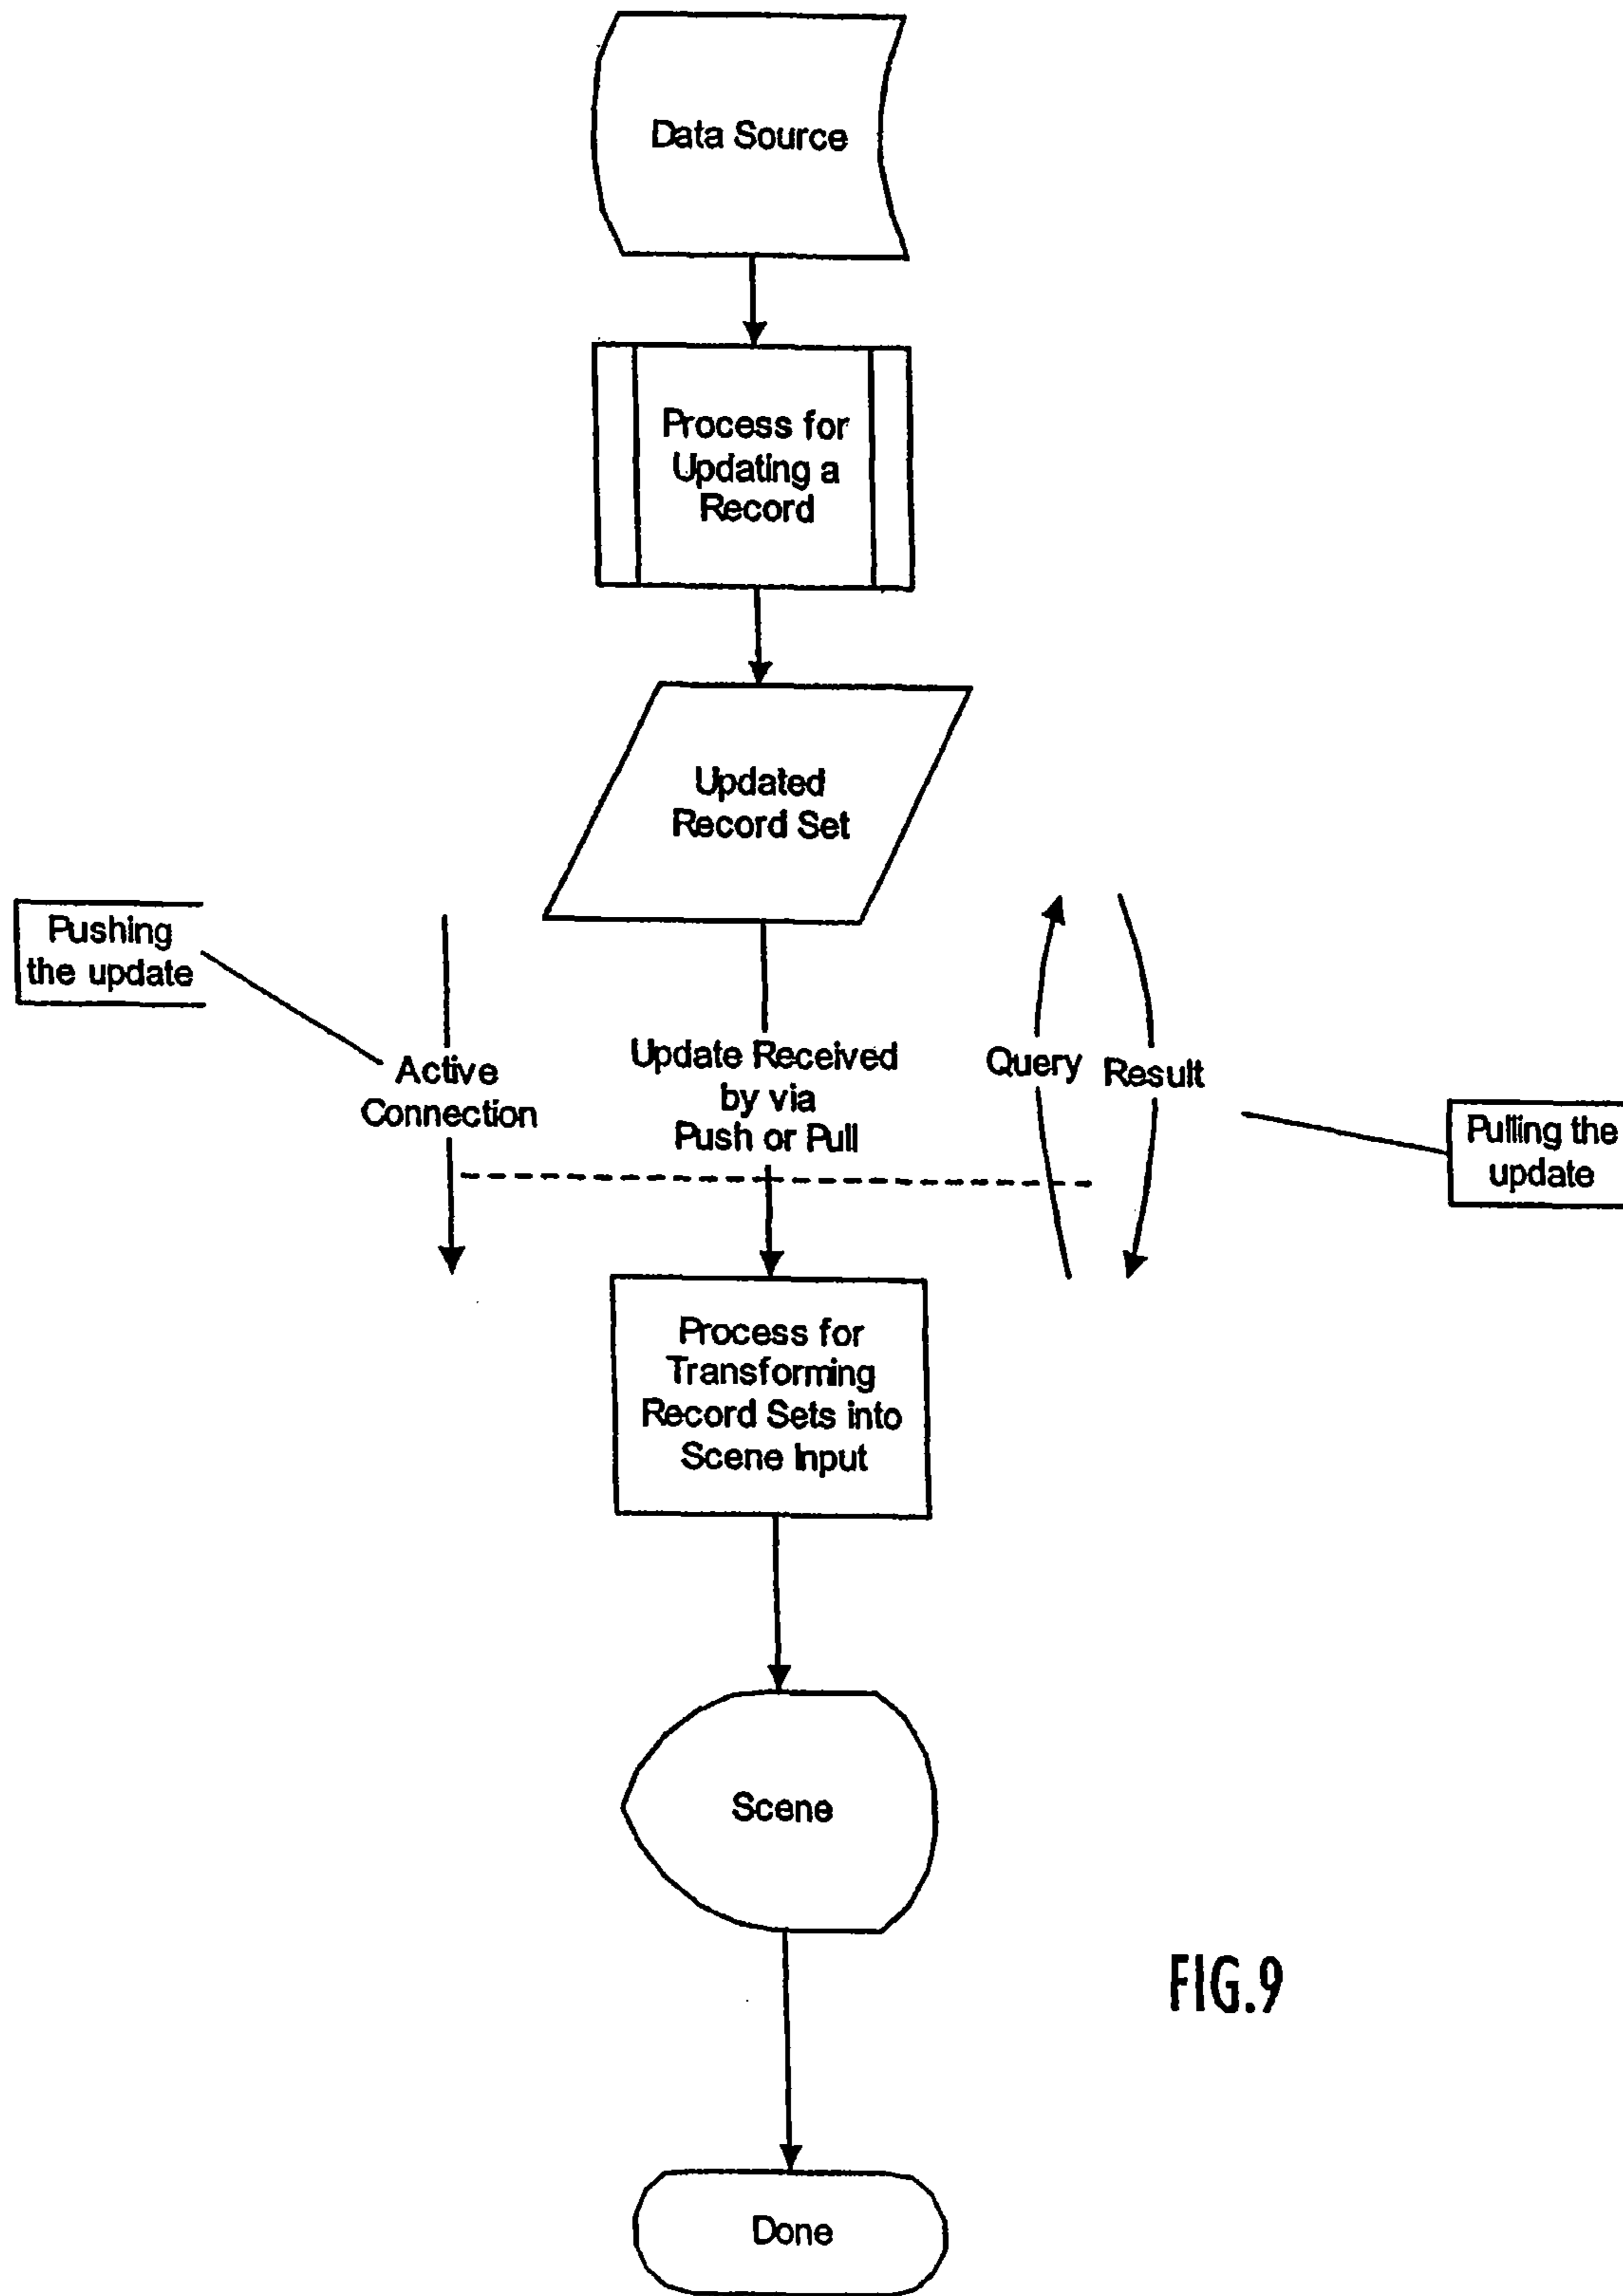 Data Source
Process for
Updating a
Record
Updated
Record Set
Pushing
the update
Active
Connection
Update Received
by via
Push or Pull
Query
Result
Pulling the
update
Process for
Transforming
Record Sets into
Scene Input
Scene
FIG.9
Done